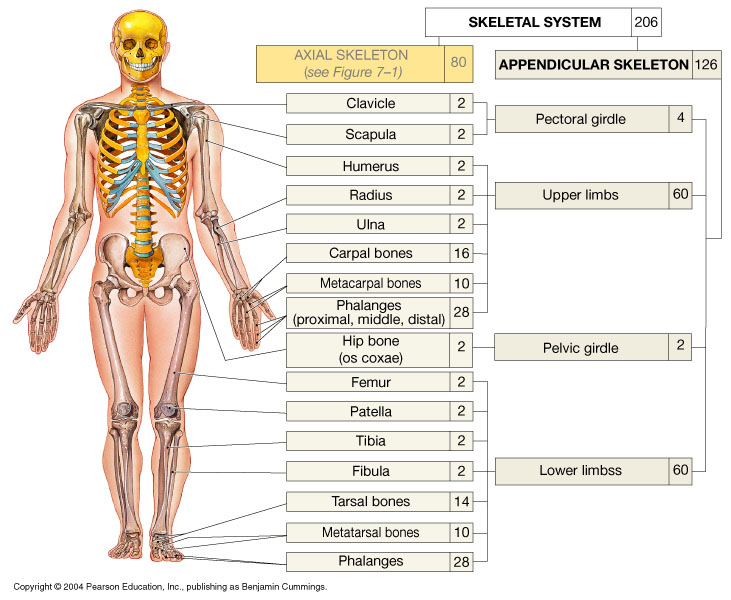 SKELETAL SYSTEM 206
AXIAL SKELETON 80
(see Figure 7–1)
APPENDICULAR SKELETON 126
Clavicle 2
Scapula 2
Pectoral girdle 4
Humerus 2
Radius 2
Ulna 2
Carpal bones 16
Metacarpal bones 10
Phalanges 28
(proximal, middle, distal)
Upper limbs 60
Hip bone 2
(os coxae)
Pelvic girdle 2
Femur 2
Patella 2
Tibia 2
Fibula 2
Tarsal bones 14
Metatarsal bones 10
Phalanges 28
Lower limbss 60
Copyright © 2004 Pearson Education, Inc., publishing as Benjamin Cummings.